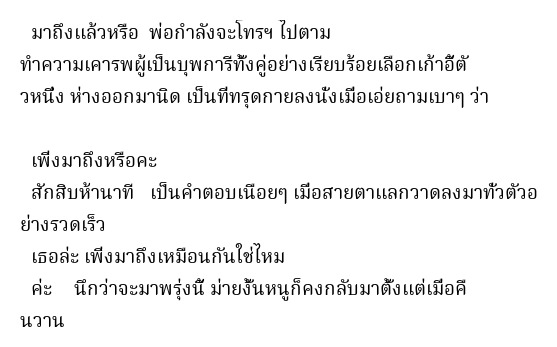 มาถึงแล้วหรือ  พ่อกำลังจะโทรฯ ไปตาม
ทำความเคารพผู้เป็นบุพการีทั้งคู่อย่างเรียบร้อยเลือกเก้าอี้ตั
วหนึ่ง ห่างออกมานิด เป็นที่ทรุดกายลงนั่งเมื่อเอ่ยถามเบาๆ ว่า
เพิ่งมาถึงหรือคะ
สักสิบห้านาที   เป็นคำตอบเนือยๆ เมื่อสายตาแลกวาดลงมาทั่วตัวอ
ย่างรวดเร็ว
เธอล่ะ เพิ่งมาถึงเหมือนกันใช่ไหม
ค่ะ    นึกว่าจะมาพรุ่งนี้ ม่ายงั้นหนูก็คงกลับมาตั้งแต่เมื่อคื
นวาน